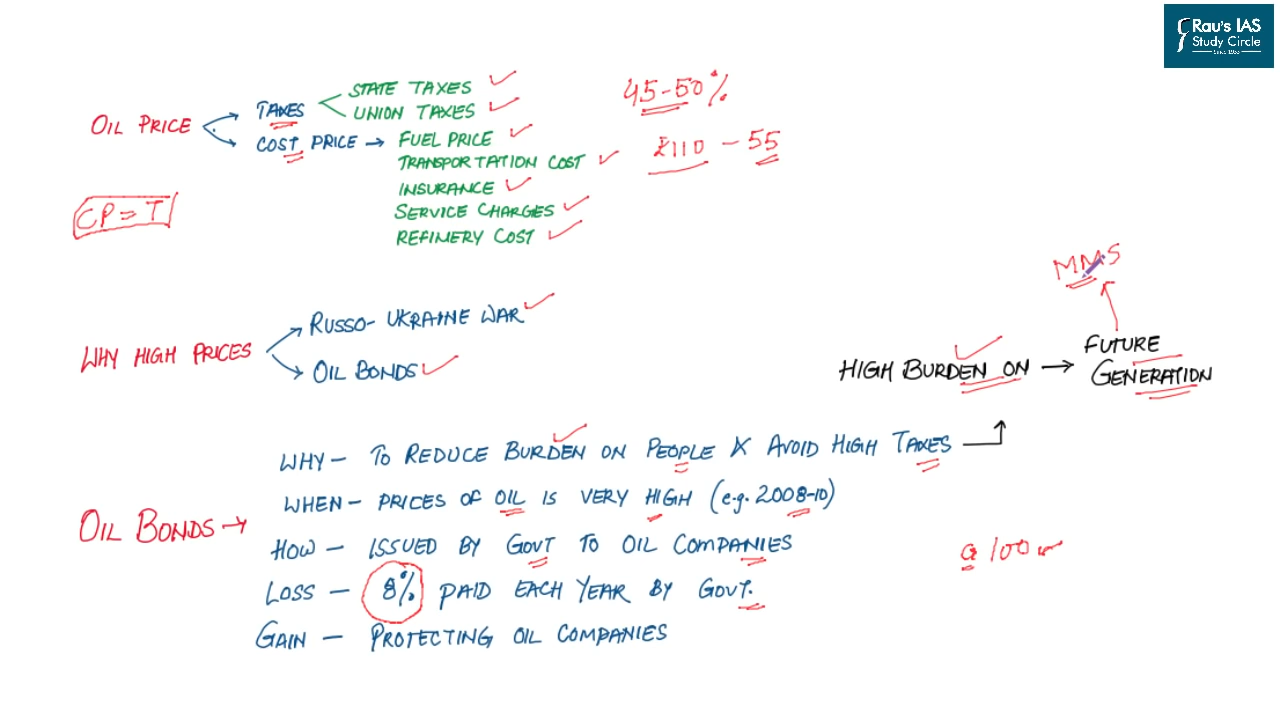 Rau's IAS
Study Circle
Since 1953
OIL PRICE
TAXES
STATE TAXES
UNION TAXES
COST PRICE → FUEL PRICE
TRANSPORTATION COST
INSURANCE
SERVICE CHARGES
REFINERY COST
45-50%
₹110 - 55
CP = T
MMS
WHY HIGH PRICES
RUSSO-UKRAINE WAR
OIL BONDS
HIGH BURDEN ON → FUTURE
GENERATION
OIL BONDS →
WHY - TO REDUCE BURDEN ON PEOPLE & AVOID HIGH TAXES
WHEN - PRICES OF OIL IS VERY HIGH (e.g. 2008-10)
HOW - ISSUED BY GOVT TO OIL COMPANIES
LOSS - 8% PAID EACH YEAR BY GOVT.
GAIN - PROTECTING OIL COMPANIES
100